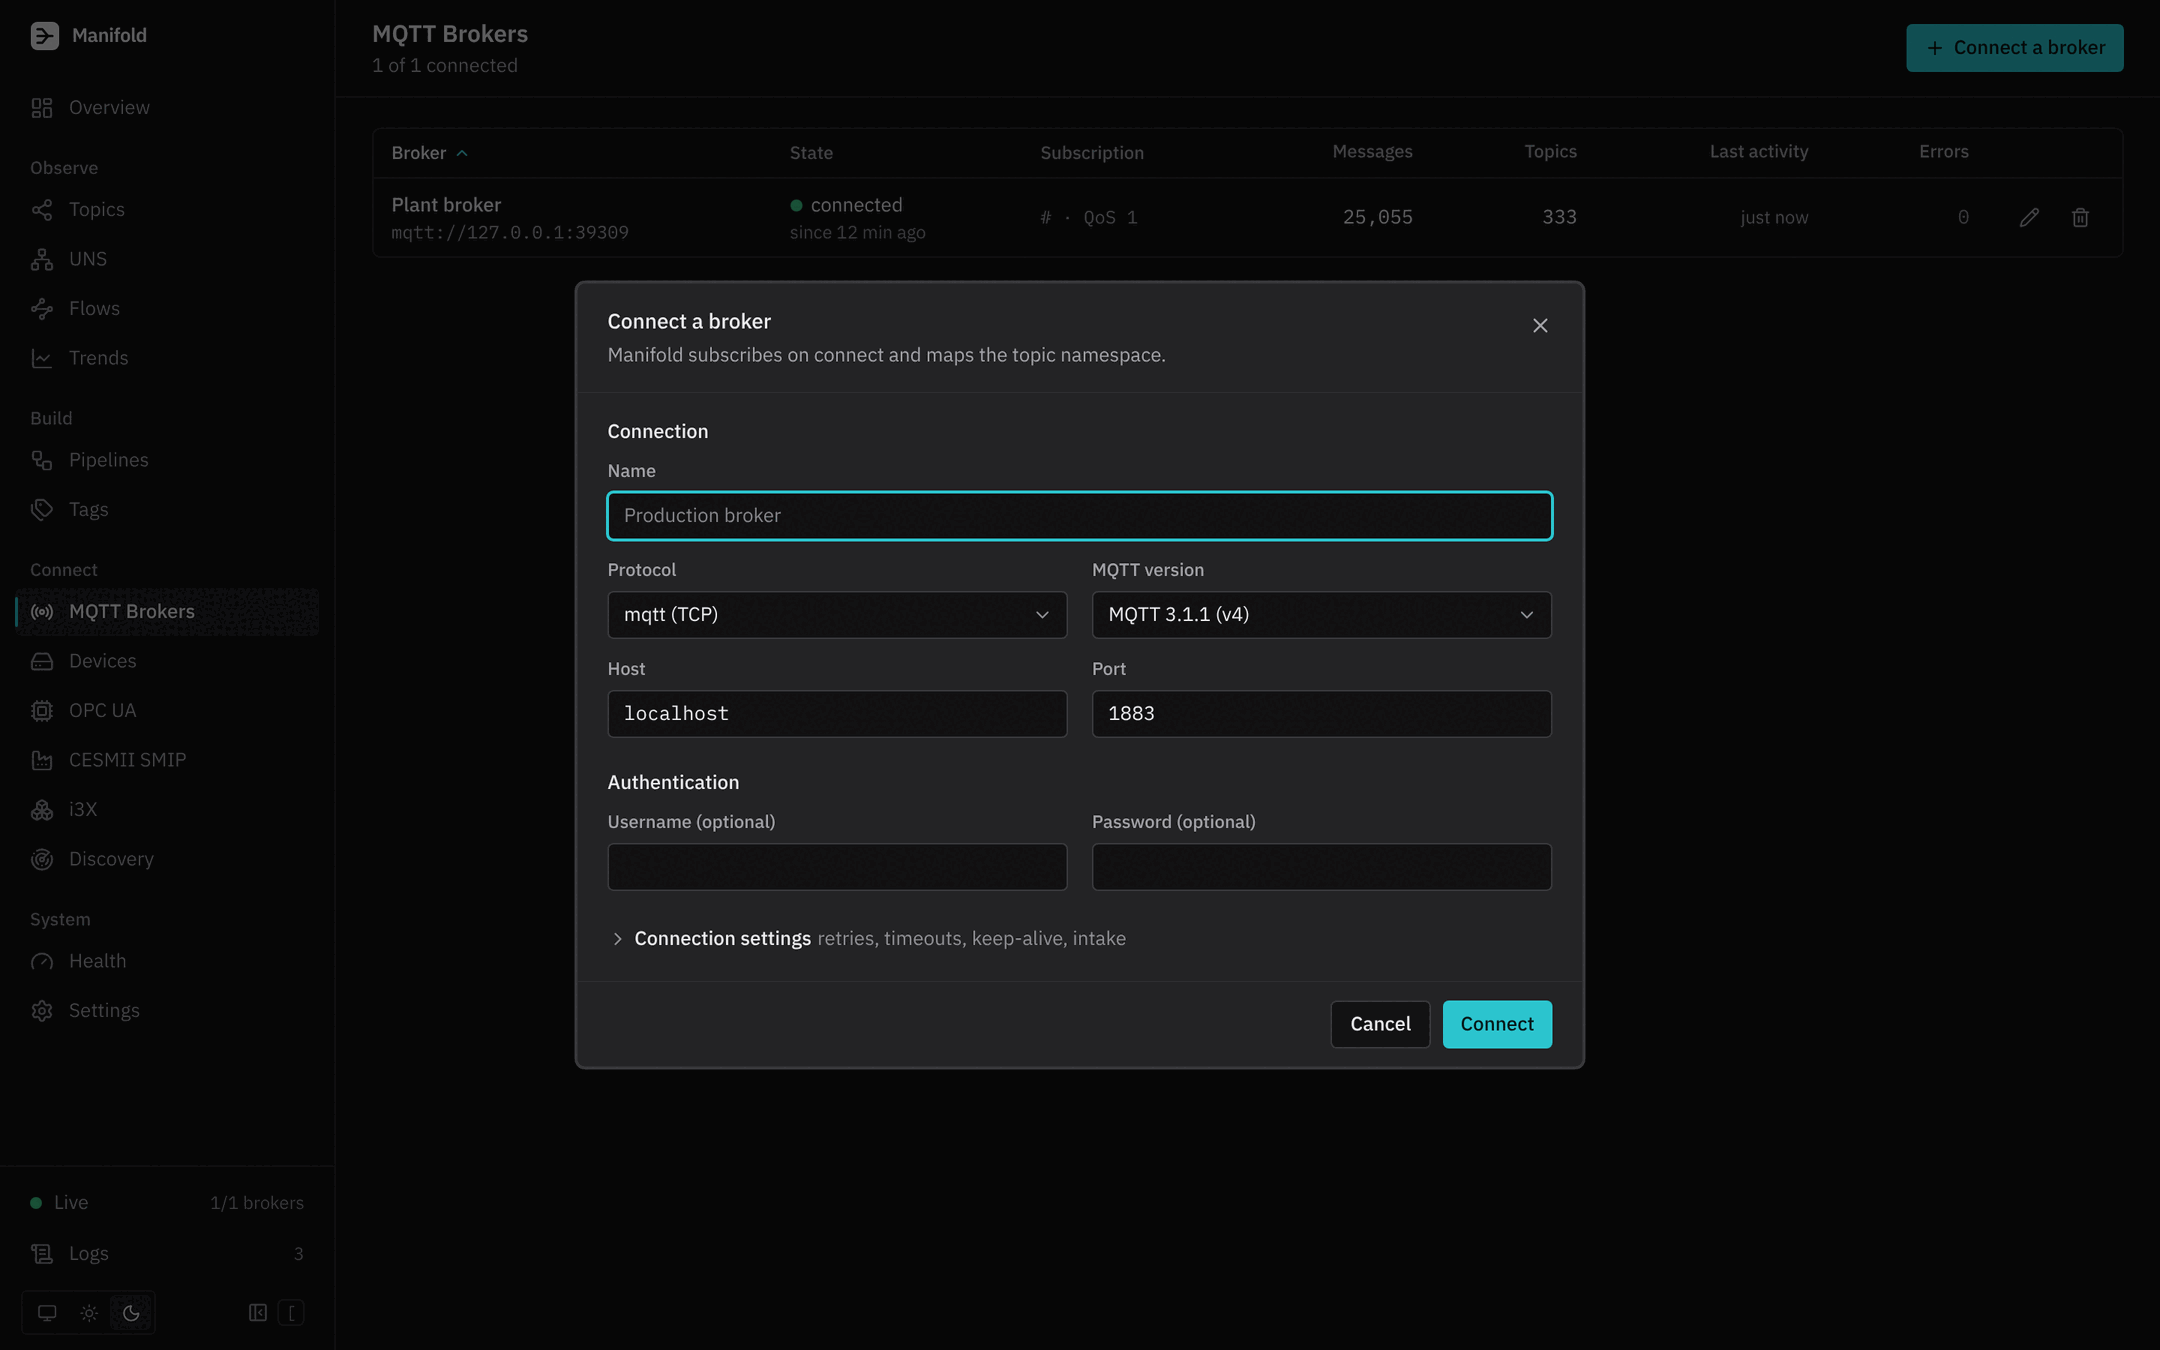 Manifold
Overview
Observe
Topics
UNS
Flows
Trends
Build
Pipelines
Tags
Connect
MQTT Brokers
Devices
OPC UA
CESMII SMIP
i3X
Discovery
System
Health
Settings
Live 1/1 brokers
Logs 3
[
MQTT Brokers
1 of 1 connected
+ Connect a broker
Broker State Subscription Messages Topics Last activity Errors
Plant broker connected # · QoS 1 25,055 333 just now 0
mqtt://127.0.0.1:39309 since 12 min ago
Connect a broker
Manifold subscribes on connect and maps the topic namespace.
Connection
Name
Production broker
Protocol MQTT version
mqtt (TCP) MQTT 3.1.1 (v4)
Host Port
localhost 1883
Authentication
Username (optional) Password (optional)
Connection settings retries, timeouts, keep-alive, intake
Cancel Connect